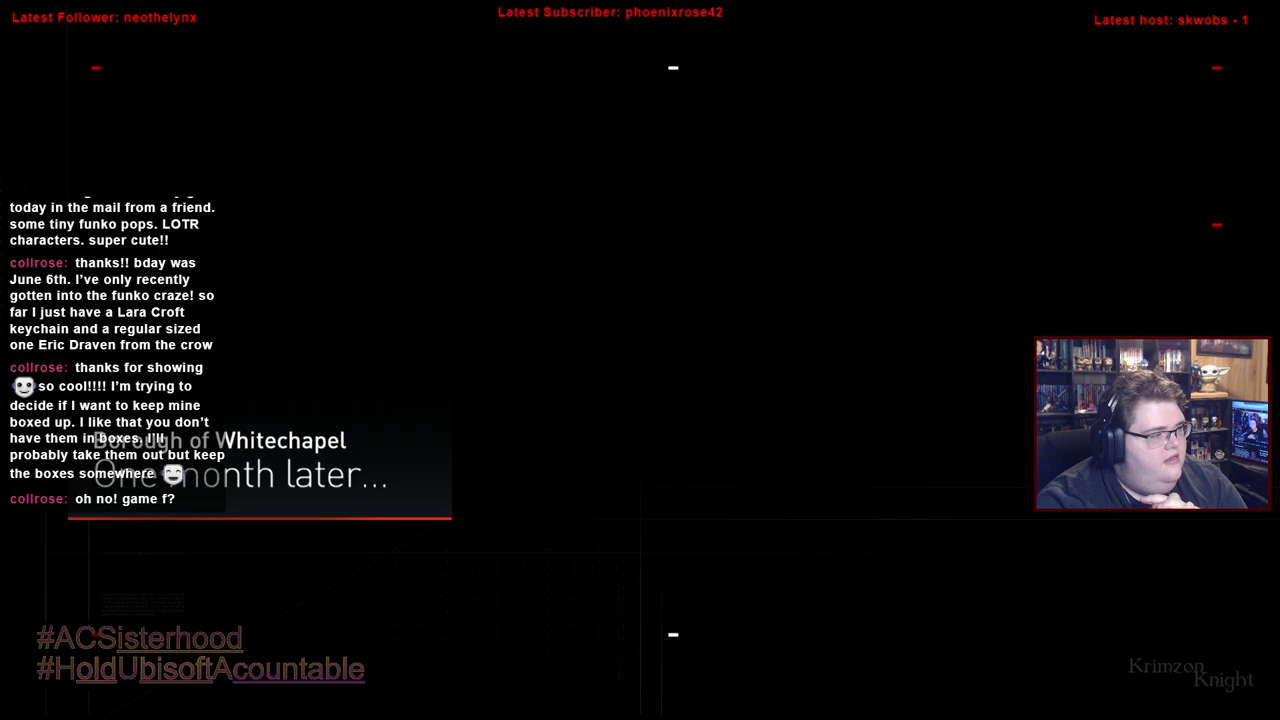 Latest Follower: neothelynx
Latest Subscriber: phoenixrose42
Latest host: skwobs - 1
today in the mail from a friend.
some tiny funko pops. LOTR
characters. super cute!!
collrose: thanks!! bday was
June 6th. I've only recently
gotten into the funko craze! so
far I just have a Lara Croft
keychain and a regular sized
one Eric Draven from the crow
collrose: thanks for showing
so cool!!!! I'm trying to
decide if I want to keep mine
boxed up. I like that you don't
have them in boxes. I'll
probably take them out but keep
the boxes somewhere
collrose: oh no! game f?
Borough of Whitechapel
One month later...
#ACSisterhood
#HoldUbisoftAcountable
Krimzon
Knight